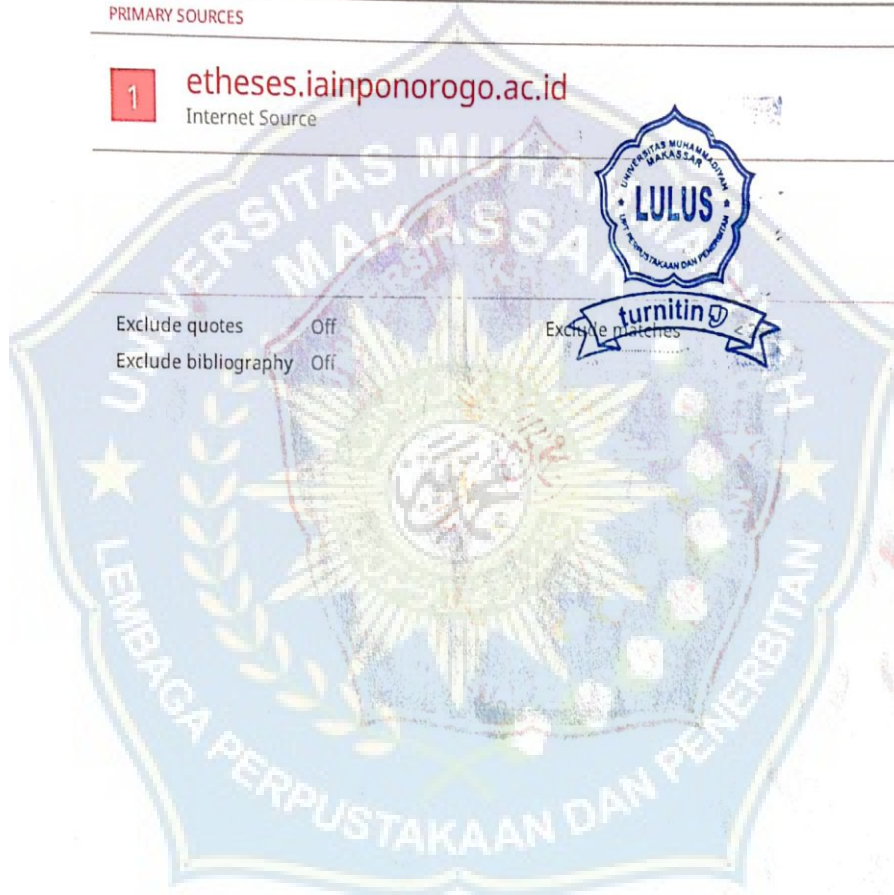 PRIMARY SOURCES
1 etheses.iainponorogo.ac.id
Internet Source
UNIVERSITAS MUHAMMADIYAH
MAKASSAR
LULUS
UPT PERPUSTAKAAN DAN PENERBITAN
turnitin
Exclude quotes Off Exclude matches
Exclude bibliography Off
UNIVERSITAS MUHAMMADIYAH
MAKASSAR
LEMBAGA PERPUSTAKAAN DAN PENERBITAN